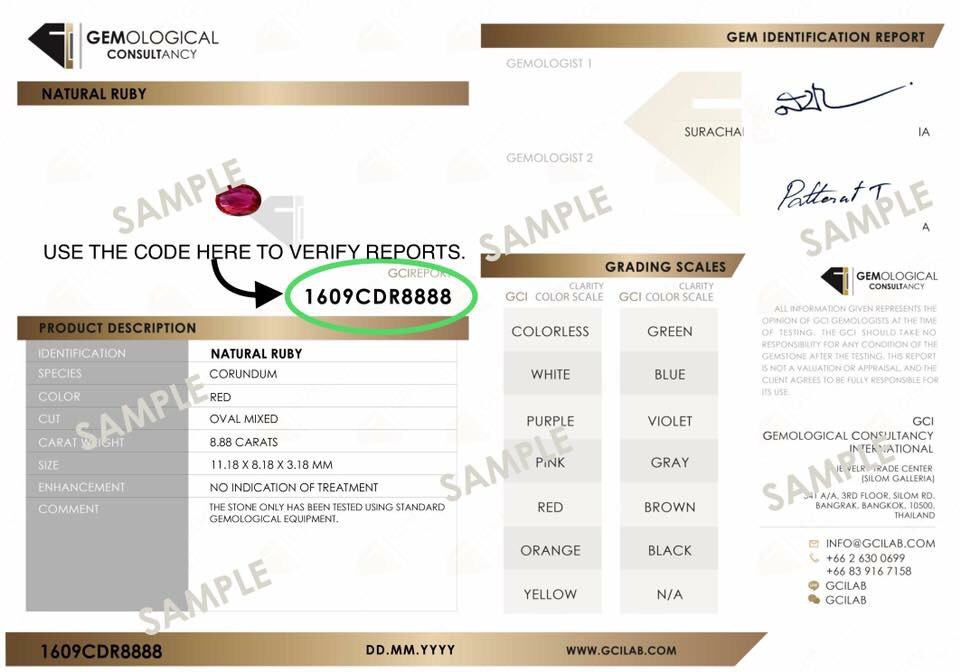 GEMOLOGICAL
CONSULTANCY
NATURAL RUBY
SAMPLE
USE THE CODE HERE TO VERIFY REPORTS.
GCIREPORT
1609CDR8888
PRODUCT DESCRIPTION
IDENTIFICATION NATURAL RUBY
SPECIES CORUNDUM
COLOR RED
CUT OVAL MIXED
SAMPLE
CARAT WEIGHT 8.88 CARATS
SIZE 11.18 X 8.18 X 3.18 MM
ENHANCEMENT NO INDICATION OF TREATMENT
COMMENT THE STONE ONLY HAS BEEN TESTED USING STANDARD
GEMOLOGICAL EQUIPMENT.
SAMPLE
1609CDR8888
DD.MM.YYYY
WWW.GCILAB.COM
GEM IDENTIFICATION REPORT
GEMOLOGIST 1
SURACHAI IA
GEMOLOGIST 2
Patterat T
A
SAMPLE
SAMPLE
GRADING SCALES
CLARITY CLARITY
GCI COLOR SCALE GCI COLOR SCALE
COLORLESS GREEN
WHITE BLUE
PURPLE VIOLET
PINK GRAY
SAMPLE
RED BROWN
ORANGE BLACK
YELLOW N/A
GEMOLOGICAL
CONSULTANCY
ALL INFORMATION GIVEN REPRESENTS THE
OPINION OF GCI GEMOLOGISTS AT THE TIME
OF TESTING. THE GCI SHOULD TAKE NO
RESPONSIBILITY FOR ANY CONDITION OF THE
GEMSTONE AFTER THE TESTING. THIS REPORT
IS NOT A VALUATION OR APPRAISAL, AND THE
CLIENT AGREES TO BE FULLY RESPONSIBLE FOR
ITS USE.
GCI
GEMOLOGICAL CONSULTANCY
INTERNATIONAL
JEWELRY TRADE CENTER
(SILOM GALLERIA)
SAMPLE
541 A/A, 3RD FLOOR, SILOM RD.
BANGRAK, BANGKOK, 10500,
THAILAND
INFO@GCILAB.COM
+66 2 630 0699
+66 83 916 7158
GCILAB
GCILAB